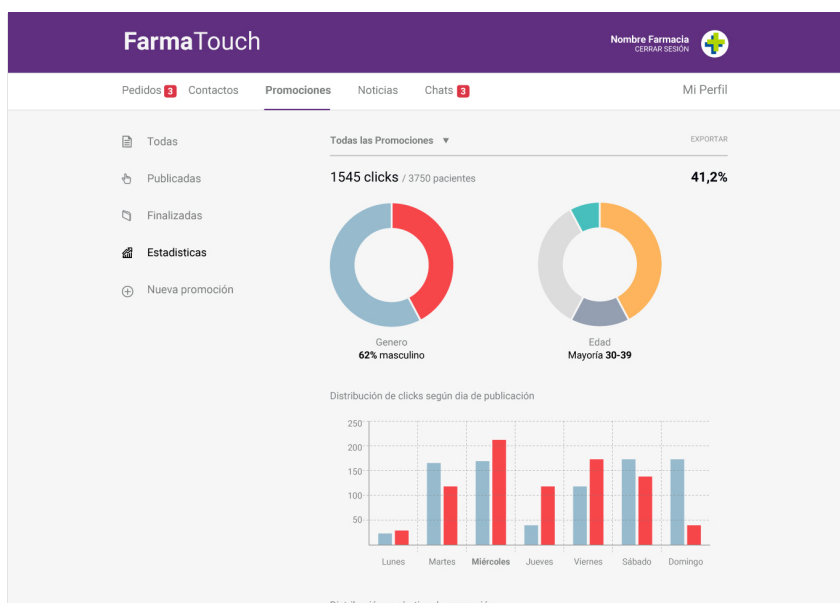 FarmaTouch
Nombre Farmacia
CERRAR SESIÓN
Pedidos 3 Contactos Promociones Noticias Chats 3 Mi Perfil
Todas
Publicadas
Finalizadas
Estadisticas
Nueva promoción
Todas las Promociones ▼ EXPORTAR
1545 clicks / 3750 pacientes 41,2%
Genero
62% masculino
Edad
Mayoría 30-39
Distribución de clicks según dia de publicación
250
200
150
100
50
Lunes Martes Miércoles Jueves Viernes Sábado Domingo